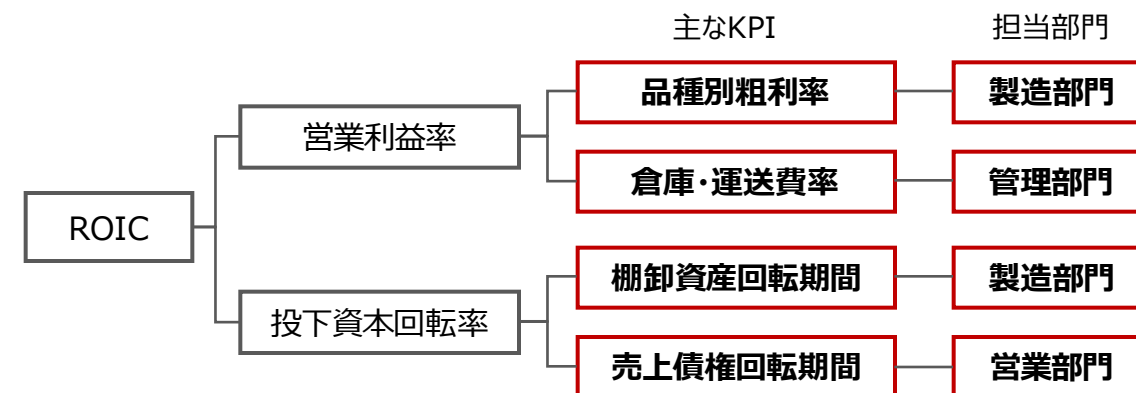 主なKPI 担当部門
品種別粗利率 製造部門
営業利益率
倉庫・運送費率 管理部門
ROIC
棚卸資産回転期間 製造部門
投下資本回転率
売上債権回転期間 営業部門